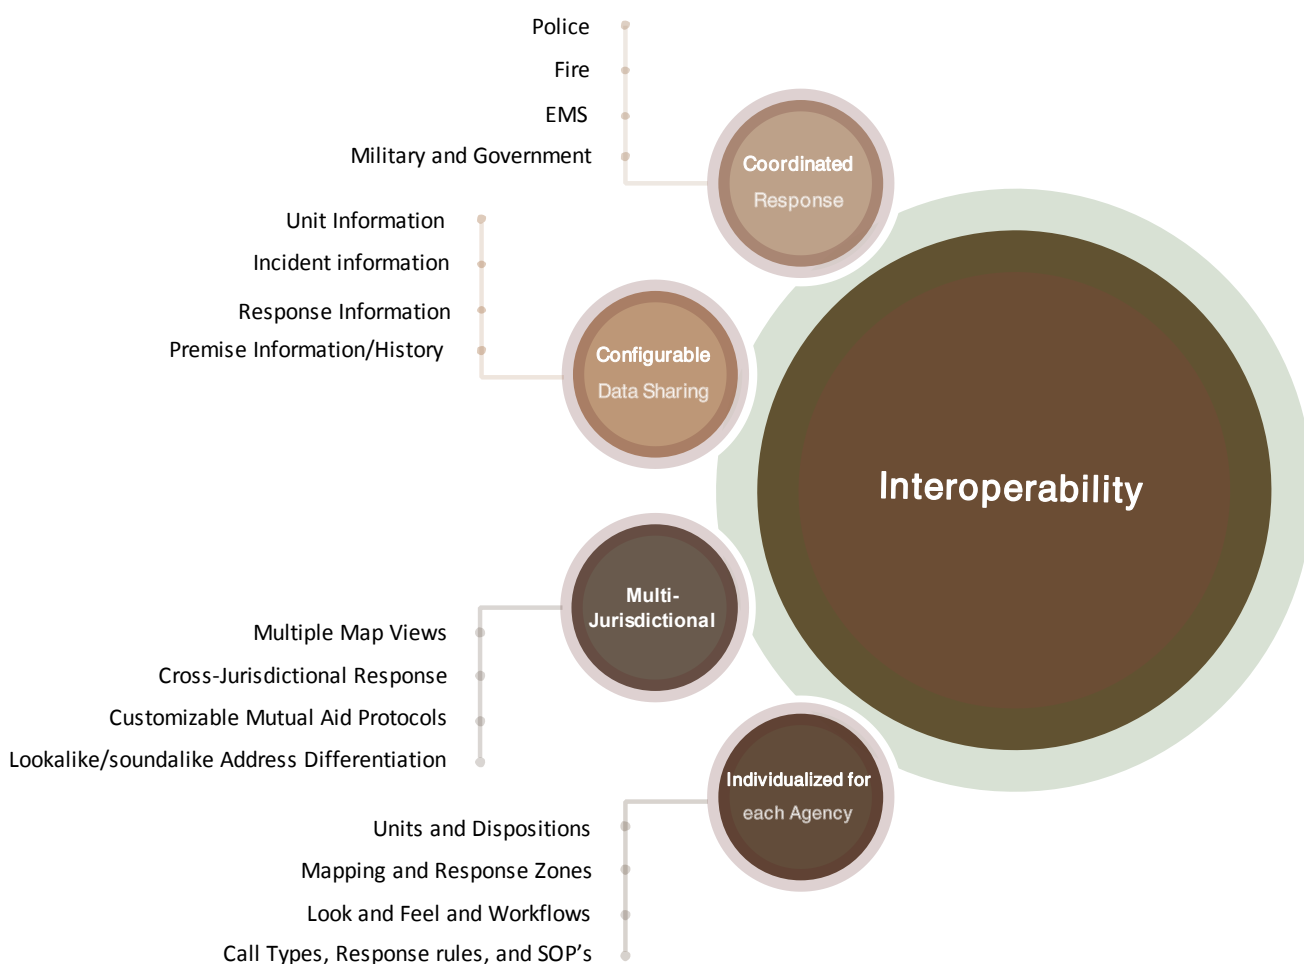 Police
Fire
EMS
Military and Government
Coordinated
Response
Unit Information
Incident information
Response Information
Premise Information/History
Configurable
Data Sharing
Interoperability
Multi-
Jurisdictional
Multiple Map Views
Cross-Jurisdictional Response
Customizable Mutual Aid Protocols
Lookalike/soundalike Address Differentiation
Individualized for
each Agency
Units and Dispositions
Mapping and Response Zones
Look and Feel and Workflows
Call Types, Response rules, and SOP’s